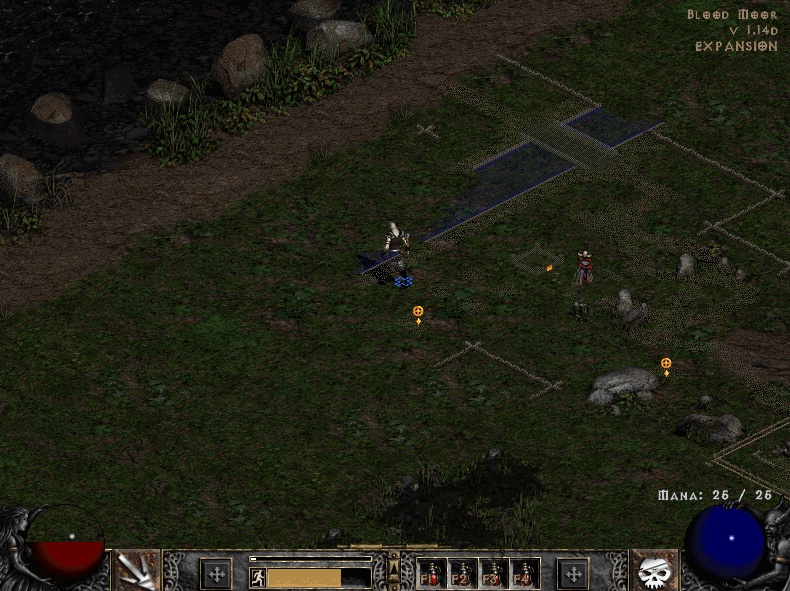 Blood Moor
v 1.14d
EXPANSION
Mana: 26 / 26
F1 F2 F3 F4